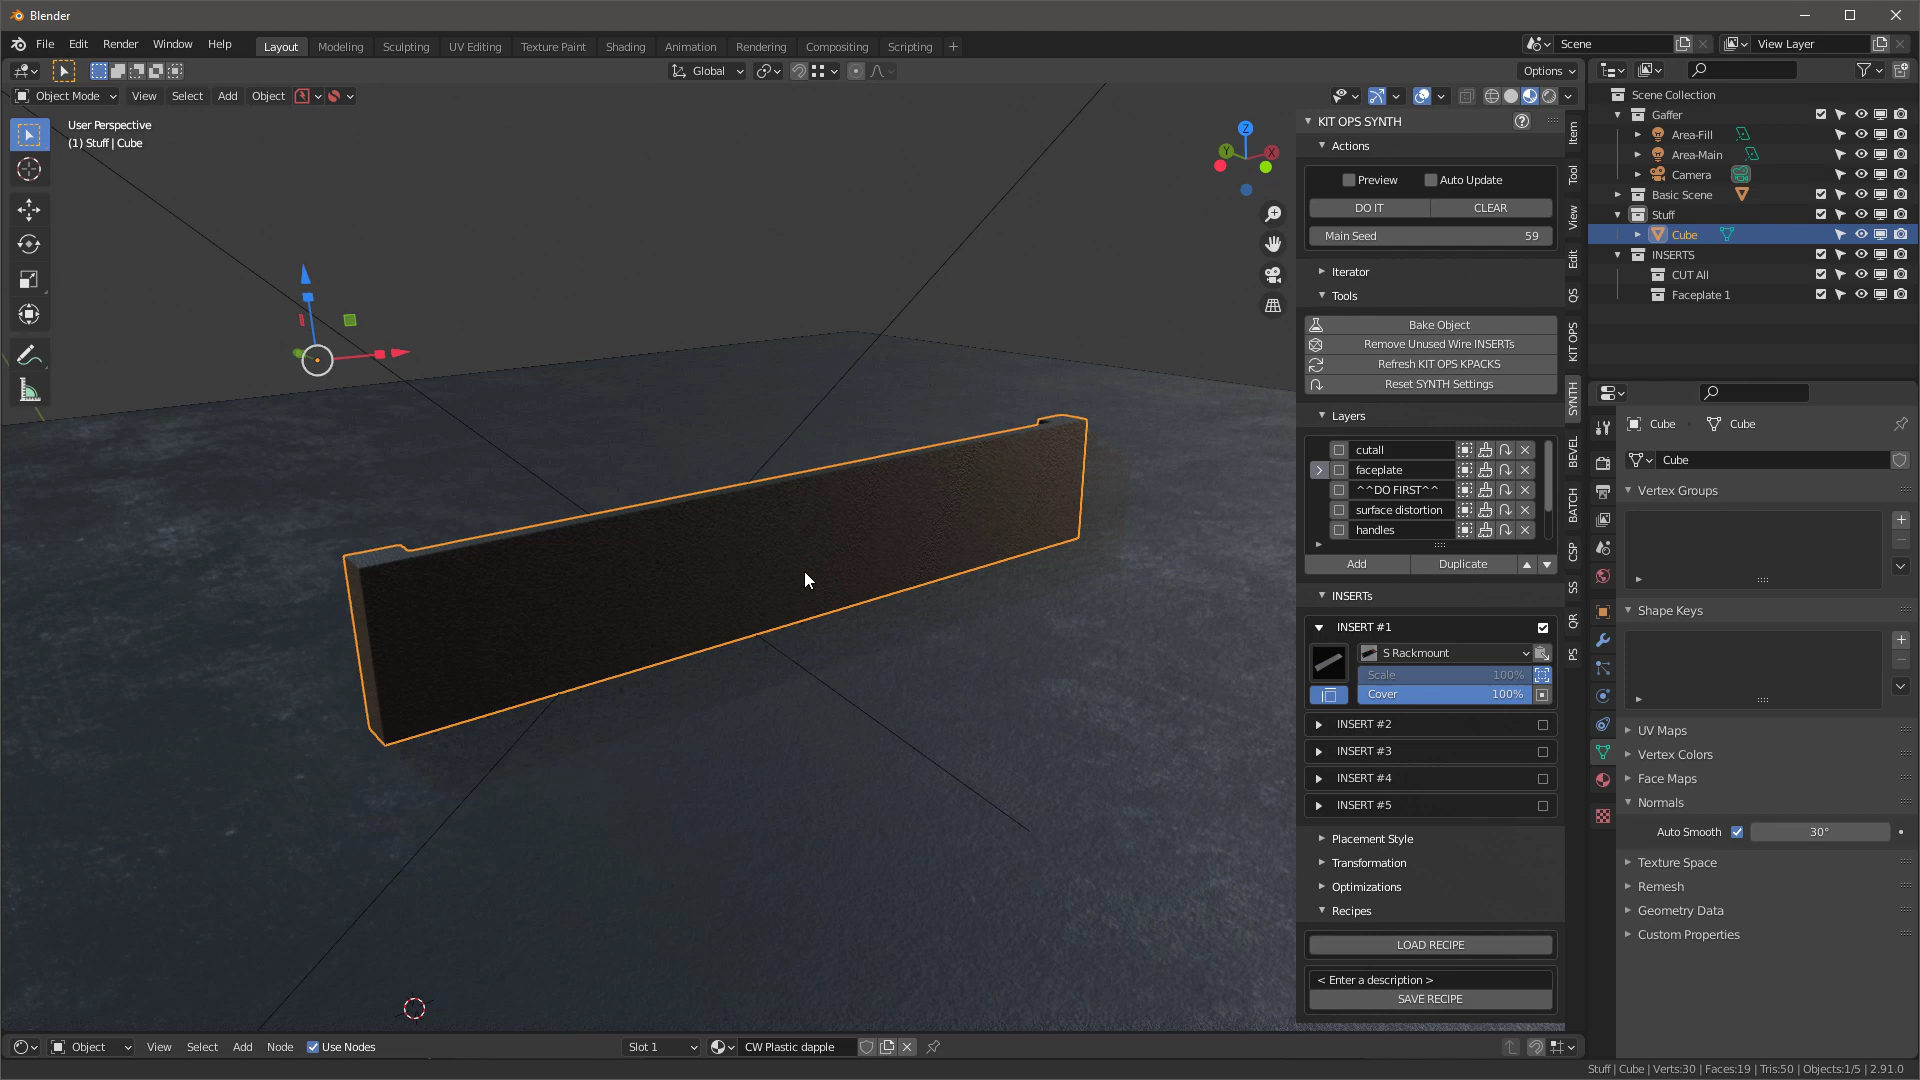 Blender
File Edit Render Window Help Layout Modeling Sculpting UV Editing Texture Paint Shading Animation Rendering Compositing Scripting + Scene View Layer
Global Options
Object Mode View Select Add Object
User Perspective
(1) Stuff | Cube
Z
Y
X
KIT OPS SYNTH
Actions
Preview Auto Update
DO IT CLEAR
Main Seed 59
Iterator
Tools
Bake Object
Remove Unused Wire INSERTs
Refresh KIT OPS KPACKS
Reset SYNTH Settings
Layers
cutall
faceplate
^^DO FIRST^^
surface distortion
handles
Add Duplicate
INSERTs
INSERT #1
S Rackmount
Scale 100%
Cover 100%
INSERT #2
INSERT #3
INSERT #4
INSERT #5
Placement Style
Transformation
Optimizations
Recipes
LOAD RECIPE
< Enter a description >
SAVE RECIPE
Item
Tool
View
Edit
QS
KIT OPS
SYNTH
BEVEL
BATCH
CSP
SS
QR
PS
Scene Collection
Gaffer
Area-Fill
Area-Main
Camera
Basic Scene
Stuff
Cube
INSERTS
CUT All
Faceplate 1
Cube Cube
Cube
Vertex Groups
Shape Keys
UV Maps
Vertex Colors
Face Maps
Normals
Auto Smooth 30°
Texture Space
Remesh
Geometry Data
Custom Properties
Object View Select Add Node Use Nodes Slot 1 CW Plastic dapple
Stuff | Cube | Verts:30 | Faces:19 | Tris:50 | Objects:1/5 | 2.91.0